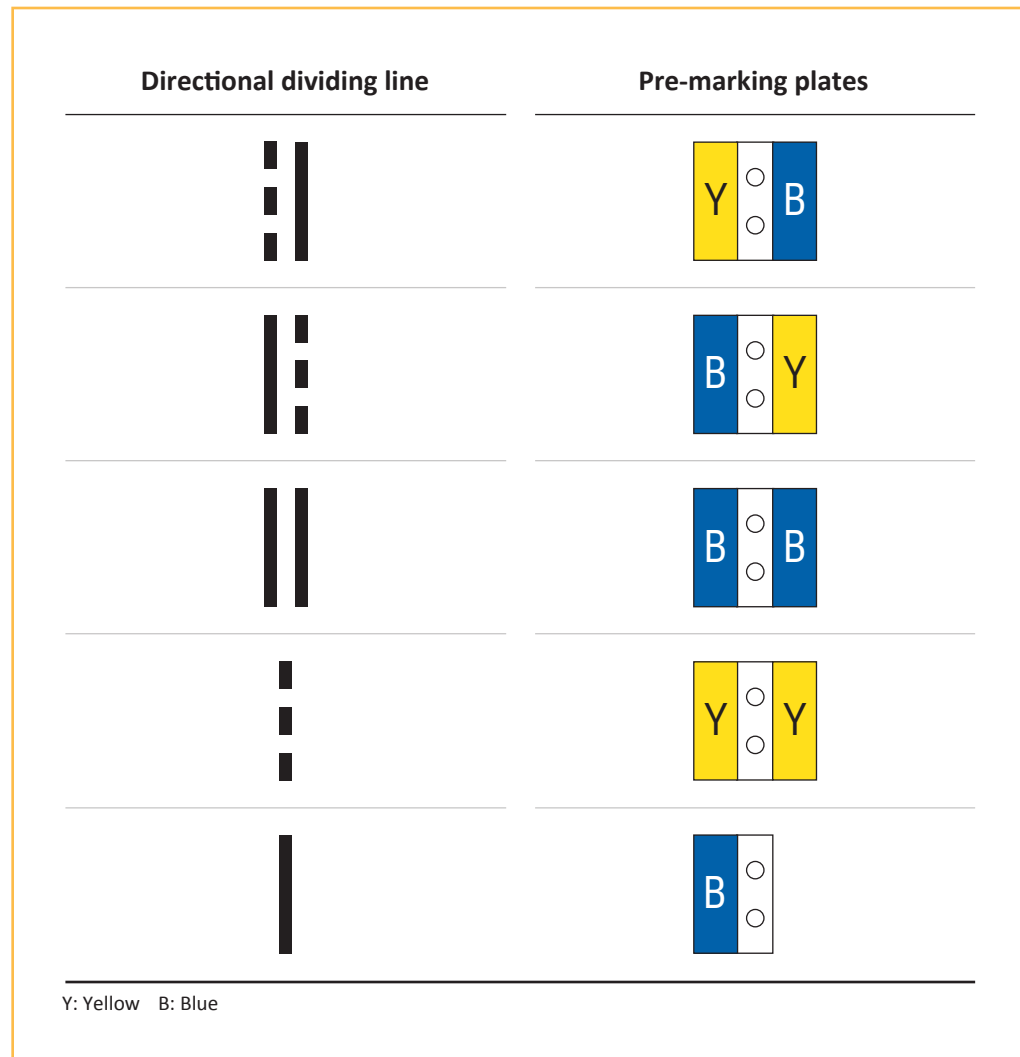 Directional dividing line Pre-marking plates
Y B
B Y
B B
Y Y
B
Y: Yellow B: Blue